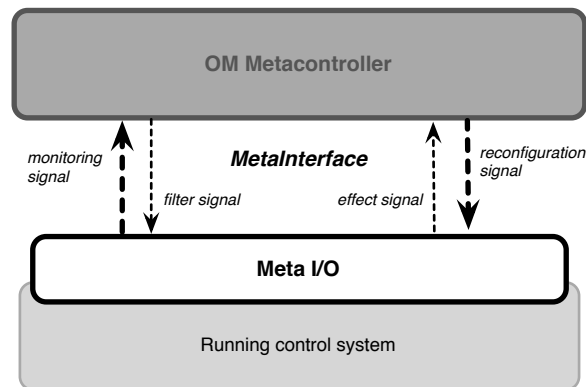 OM Metacontroller
monitoring
signal
MetaInterface
reconfiguration
signal
filter signal
effect signal
Meta I/O
Running control system